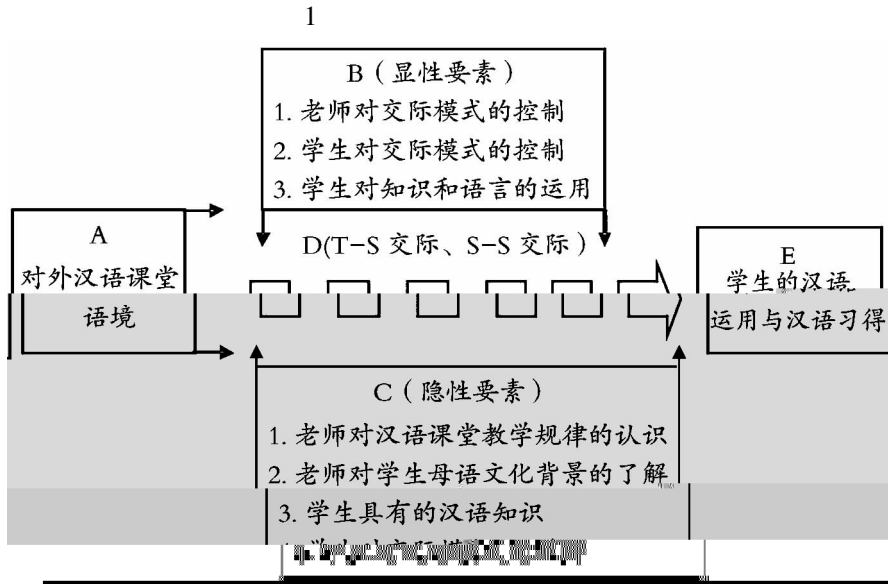 1
B（显性要素）
1. 老师对交际模式的控制
2. 学生对交际模式的控制
3. 学生对知识和语言的运用
A
对外汉语课堂
语境
D(T-S 交际、S-S 交际）
E
学生的汉语
运用与汉语习得
C（隐性要素）
1. 老师对汉语课堂教学规律的认识
2. 老师对学生母语文化背景的了解
3. 学生具有的汉语知识